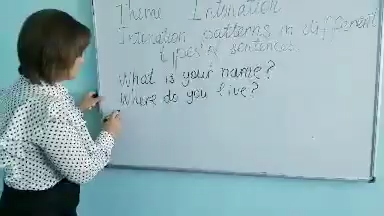 Theme Intonation
Intonation patterns in different
types of sentences.
What is your name?
Where do you live?